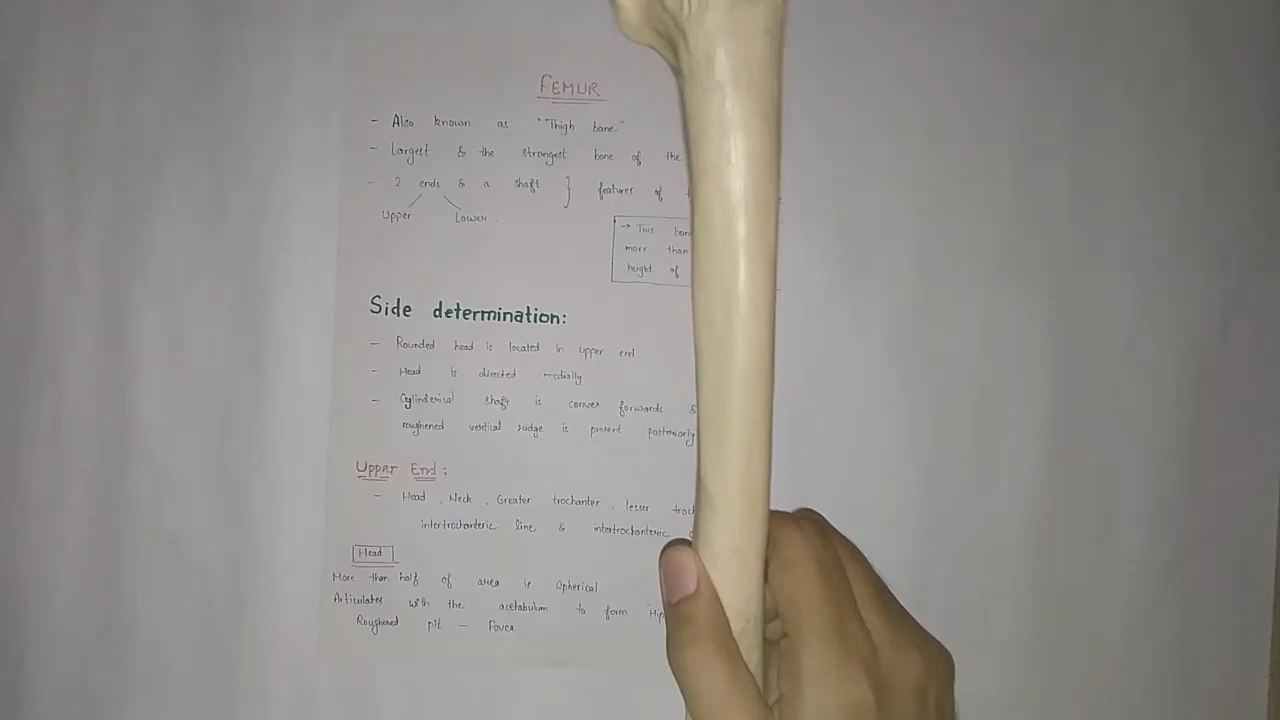 FEMUR
- Also known as "Thigh bone."
- Largest & the strongest bone of the
- 2 ends & a shaft } features of
Upper Lower
→ This bon
more than
height of
Side determination:
- Rounded head is located in upper end
- Head is directed medially.
- Cylinderical shaft is convex forwards &
roughened vertical ridge is present posteriorly
Upper End:
- Head, Neck, Greater trochanter, lesser troch
intertrochanteric line & intertrochanteric
Head
More than half of area is spherical
Articulates with the acetabulum to form "Hip
Roughened pit - Fovea